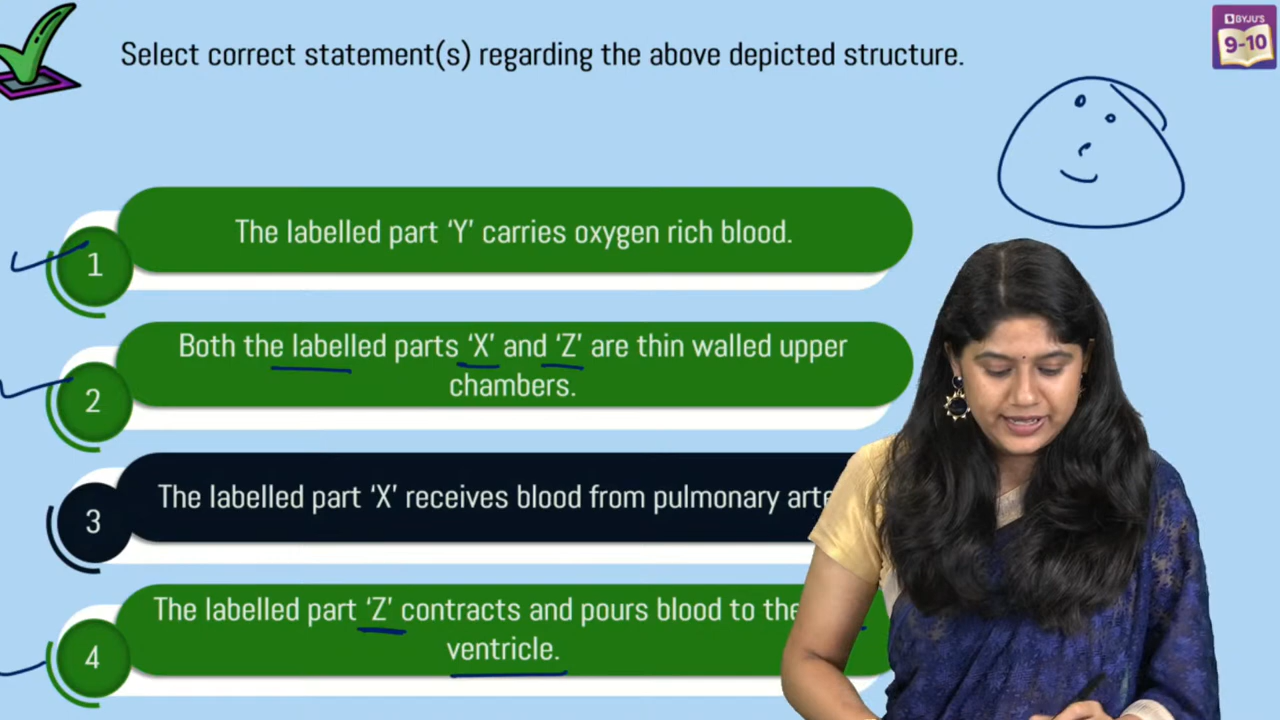 BYJU'S
9-10
Select correct statement(s) regarding the above depicted structure.
The labelled part ‘Y’ carries oxygen rich blood.
1
Both the labelled parts ‘X’ and ‘Z’ are thin walled upper
chambers.
2
The labelled part ‘X’ receives blood from pulmonary
3
The labelled part ‘Z’ contracts and pours blood to the
ventricle.
4